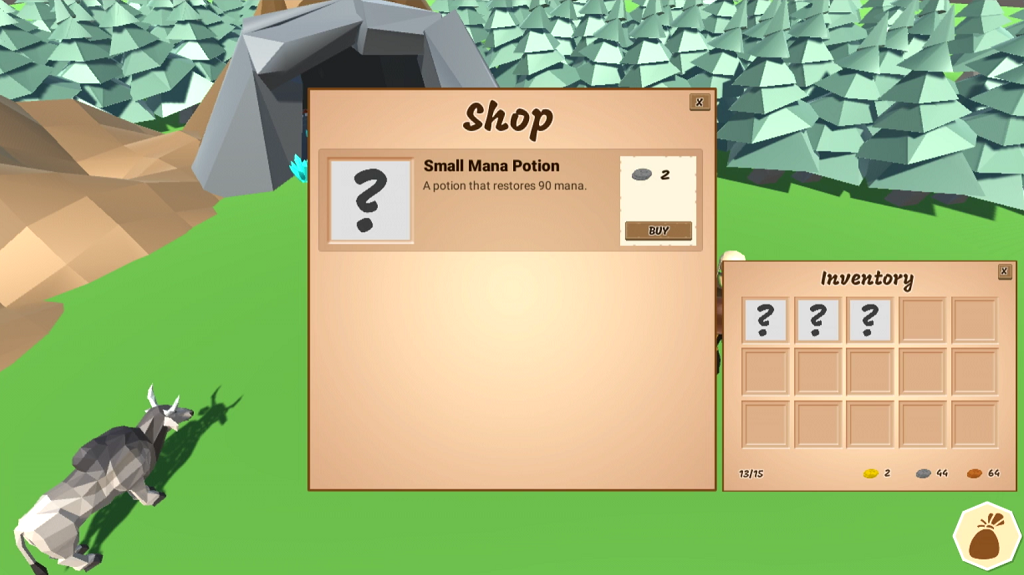 Shop
X
?
Small Mana Potion
A potion that restores 90 mana.
2
BUY
Inventory
X
? ? ?
13/15
2 44 64